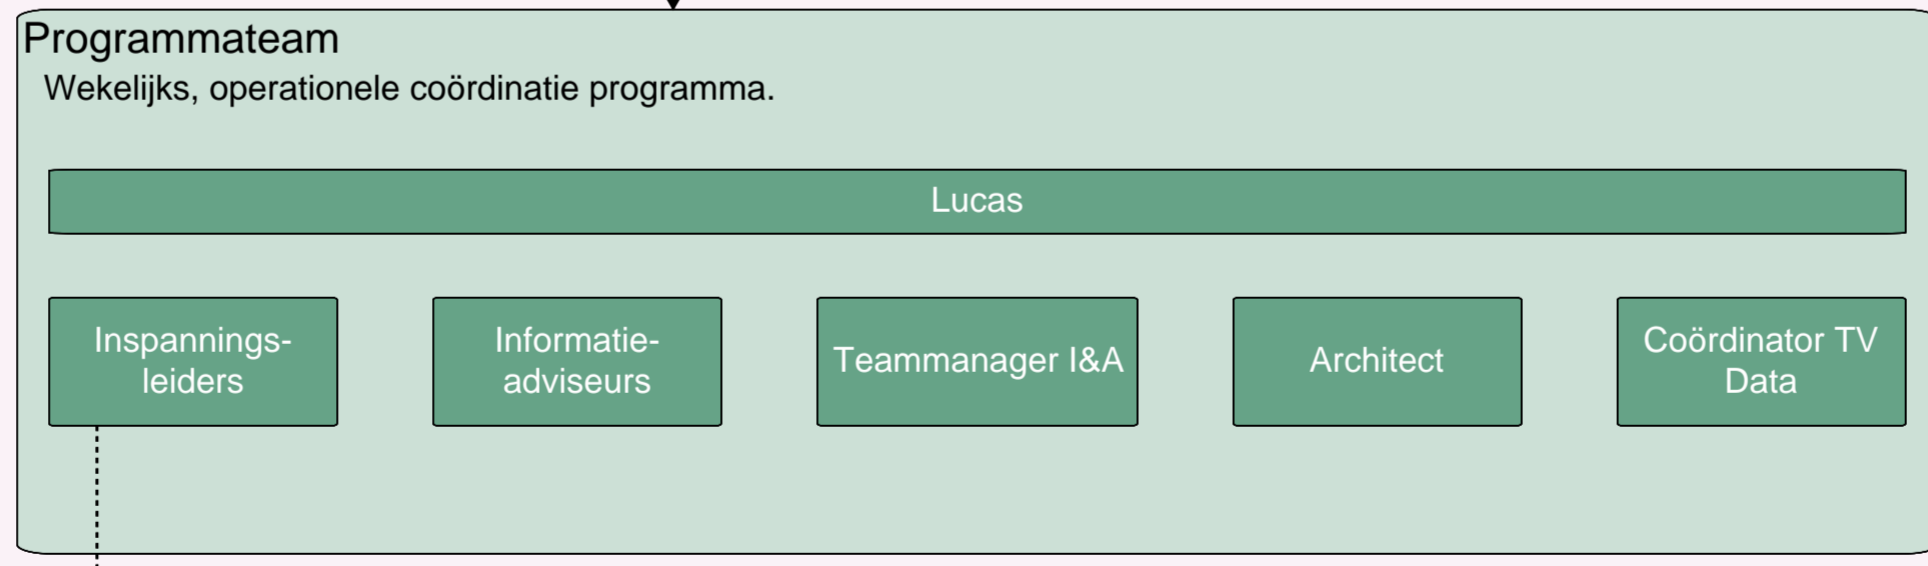 Programmateam
Wekelijks, operationele coördinatie programma.
Lucas
Inspannings-
leiders
Informatie-
adviseurs
Teammanager I&A
Architect
Coördinator TV
Data